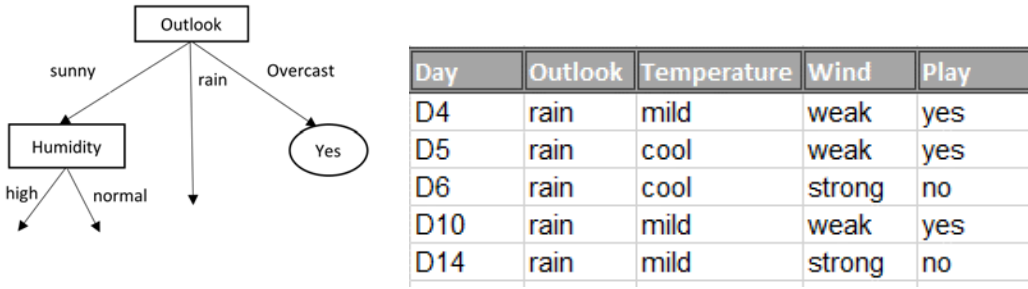 Outlook
sunny
rain
Overcast
Humidity
Yes
high
normal
Day Outlook Temperature Wind Play
D4 rain mild weak yes
D5 rain cool weak yes
D6 rain cool strong no
D10 rain mild weak yes
D14 rain mild strong no